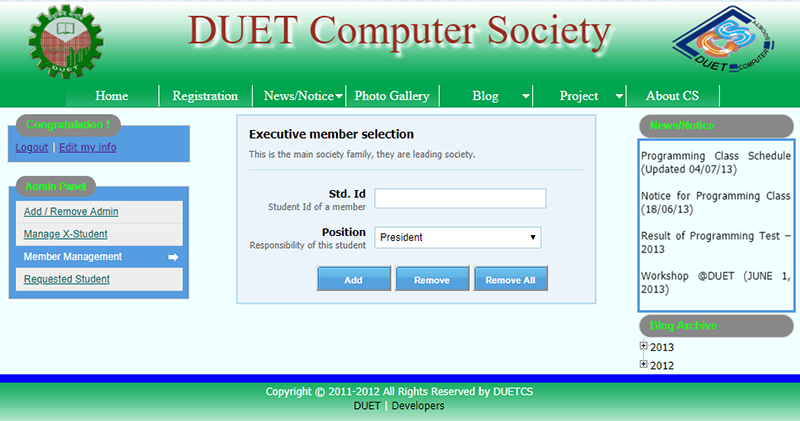 DUET Computer Society
DUET
DUET COMPUTER SOCIETY
Home Registration News/Notice Photo Gallery Blog Project About CS
Congratulation !
Logout | Edit my info
Admin Panel
Add / Remove Admin
Manage X-Student
Member Management
Requested Student
Executive member selection
This is the main society family, they are leading society.
Std. Id
Student Id of a member
Position
Responsibility of this student
President
Add Remove Remove All
News/Notice
Programming Class Schedule
(Updated 04/07/13)
Notice for Programming Class
(18/06/13)
Result of Programming Test –
2013
Workshop @DUET (JUNE 1,
2013)
Blog Archive
2013
2012
Copyright © 2011-2012 All Rights Reserved by DUETCS
DUET | Developers